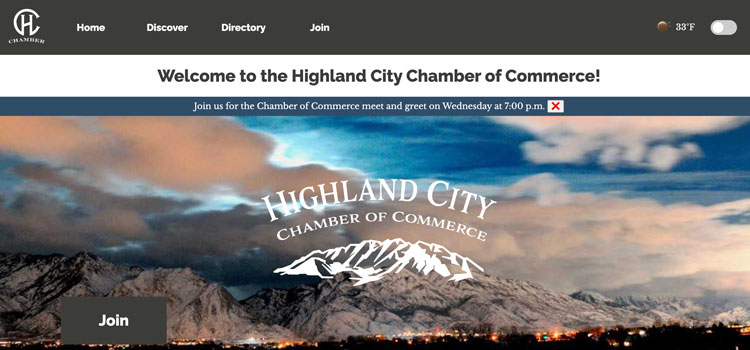 CHAMBER
Home Discover Directory Join
33°F
Welcome to the Highland City Chamber of Commerce!
Join us for the Chamber of Commerce meet and greet on Wednesday at 7:00 p.m. ❌
HIGHLAND CITY
CHAMBER OF COMMERCE
Join